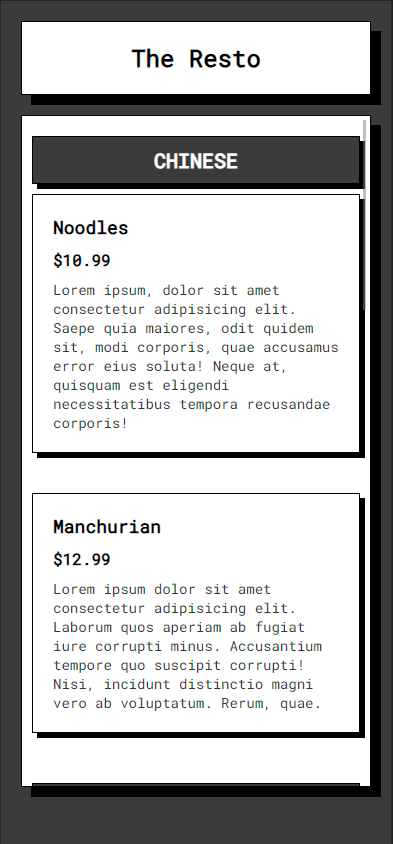 The Resto
CHINESE
Noodles
$10.99
Lorem ipsum, dolor sit amet
consectetur adipisicing elit.
Saepe quia maiores, odit quidem
sit, modi corporis, quae accusamus
error eius soluta! Neque at,
quisquam est eligendi
necessitatibus tempora recusandae
corporis!
Manchurian
$12.99
Lorem ipsum dolor sit amet
consectetur adipisicing elit.
Laborum quos aperiam ab fugiat
iure corrupti minus. Accusantium
tempore quo suscipit corrupti!
Nisi, incidunt distinctio magni
vero ab voluptatum. Rerum, quae.